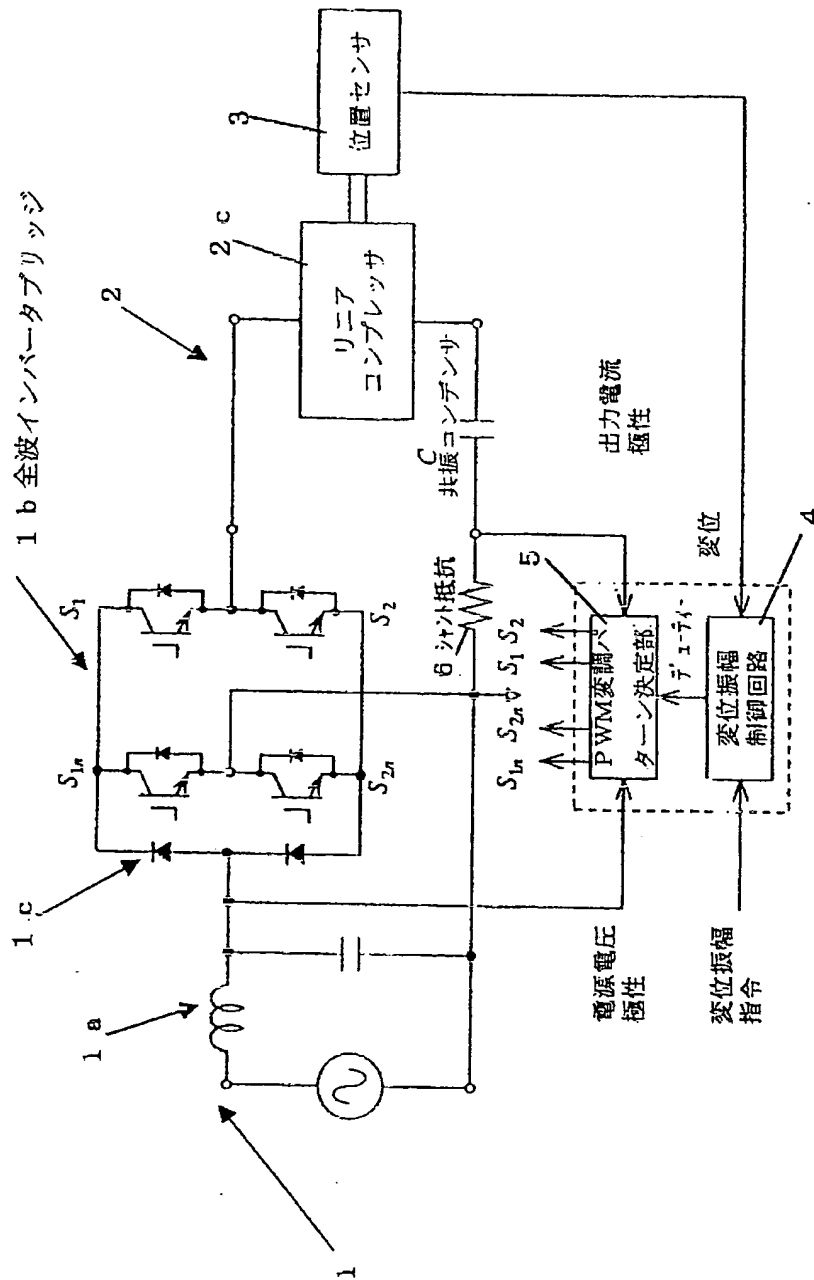 1 b 全波インバータブリッジ
1 c
1 a
1
2
3
位置センサ
2 c
リニア
コンプレッサ
S₁ₙ
S₁
S₂ₙ
S₂
C
共振コンデンサ
6 シャント抵抗
出力電流
極性
S₁ₙ S₂ₙ S₁ S₂
5
PWM変調パ
ターン決定部
電源電圧
極性
デューティー
変位
4
変位振幅
制御回路
変位振幅
指令